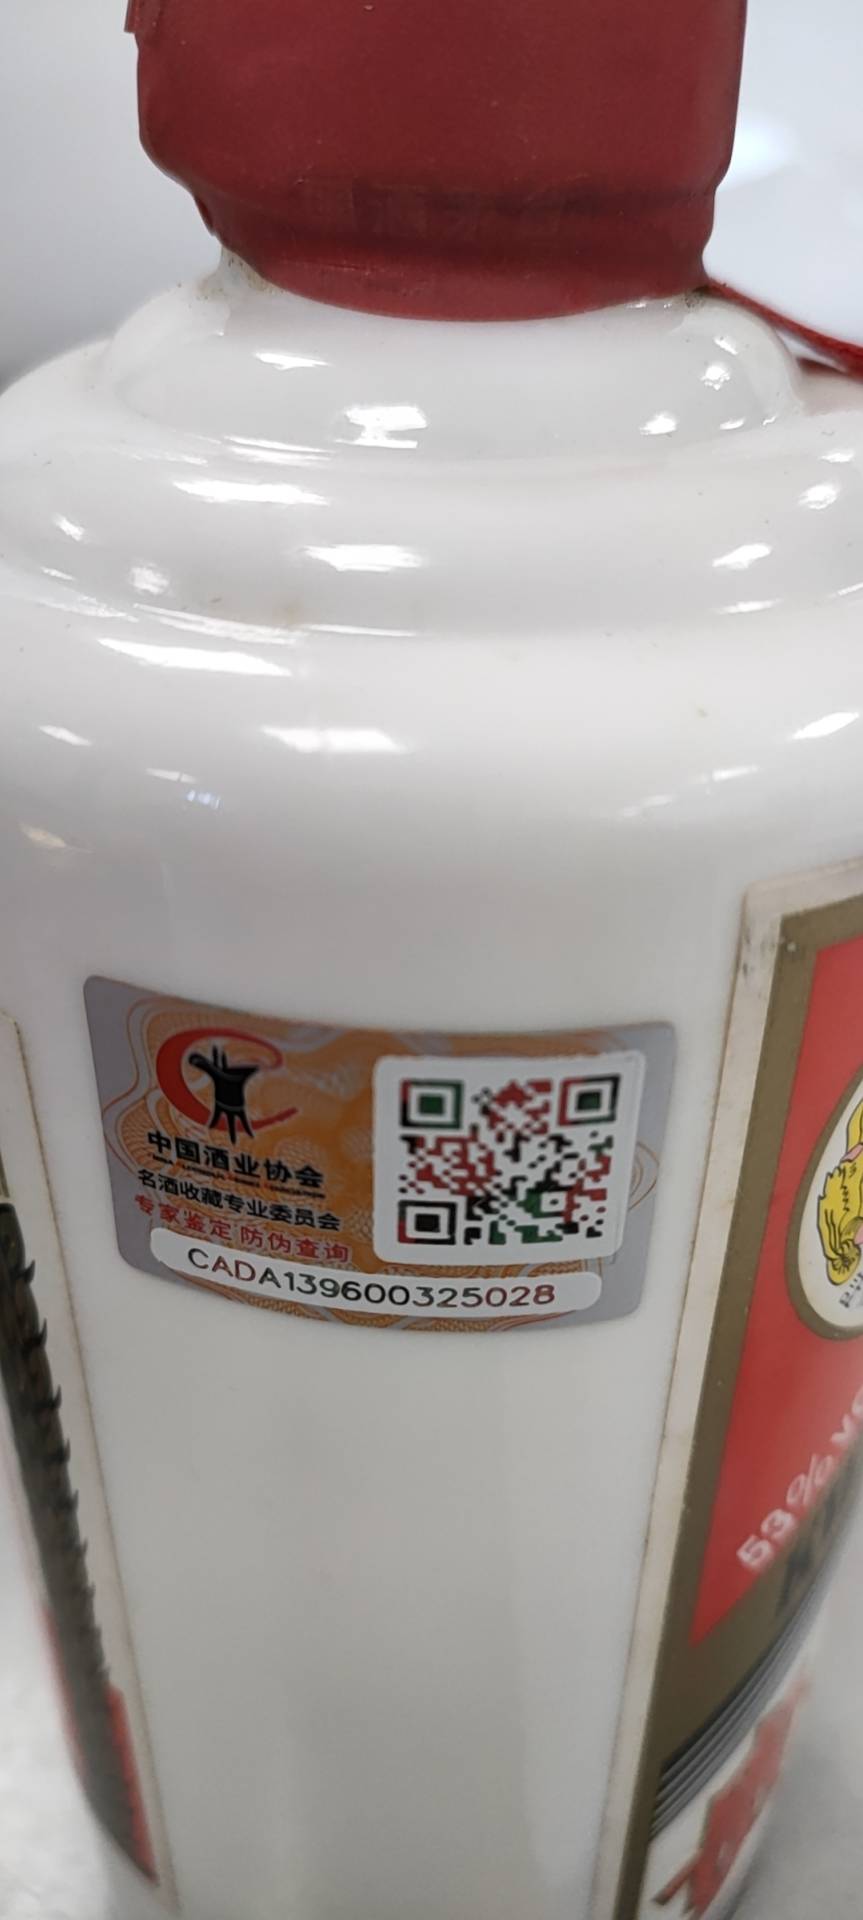 中国酒业协会
名酒收藏专业委员会
专家鉴定 防伪查询
CADA139600325028
53% V